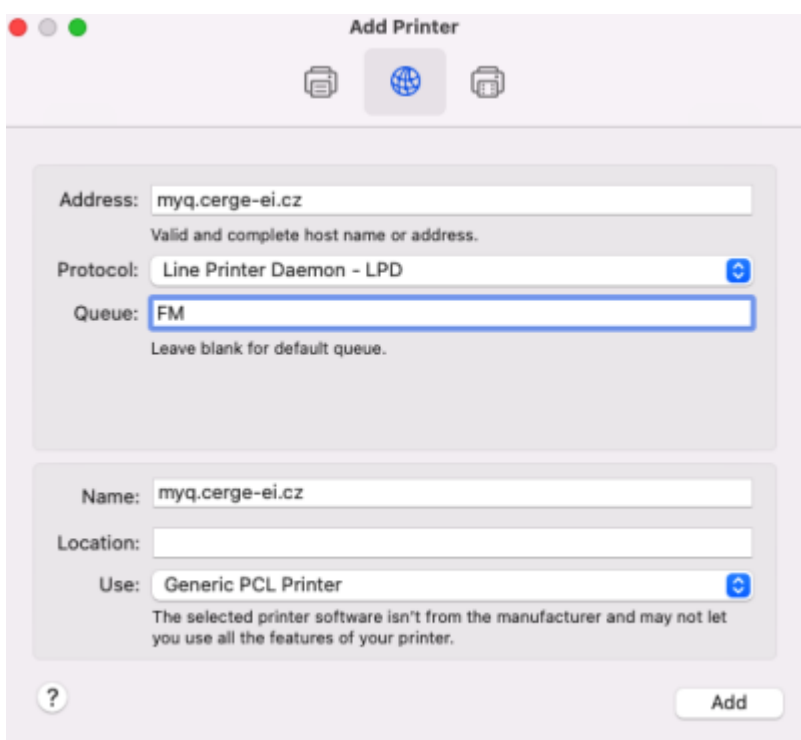 Add Printer
Address: myq.cerge-ei.cz
Valid and complete host name or address.
Protocol: Line Printer Daemon - LPD
Queue: FM
Leave blank for default queue.
Name: myq.cerge-ei.cz
Location:
Use: Generic PCL Printer
The selected printer software isn't from the manufacturer and may not let
you use all the features of your printer.
? Add